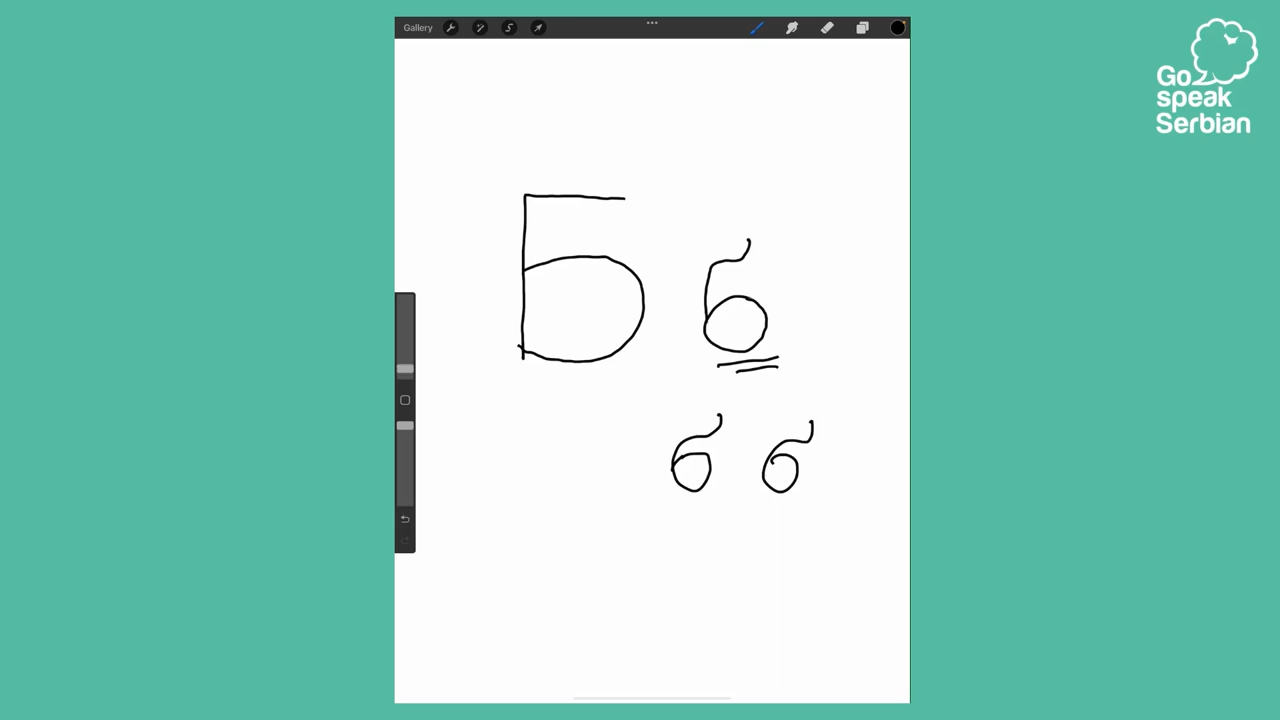 Gallery
Go
speak
Serbian
Б б
б б